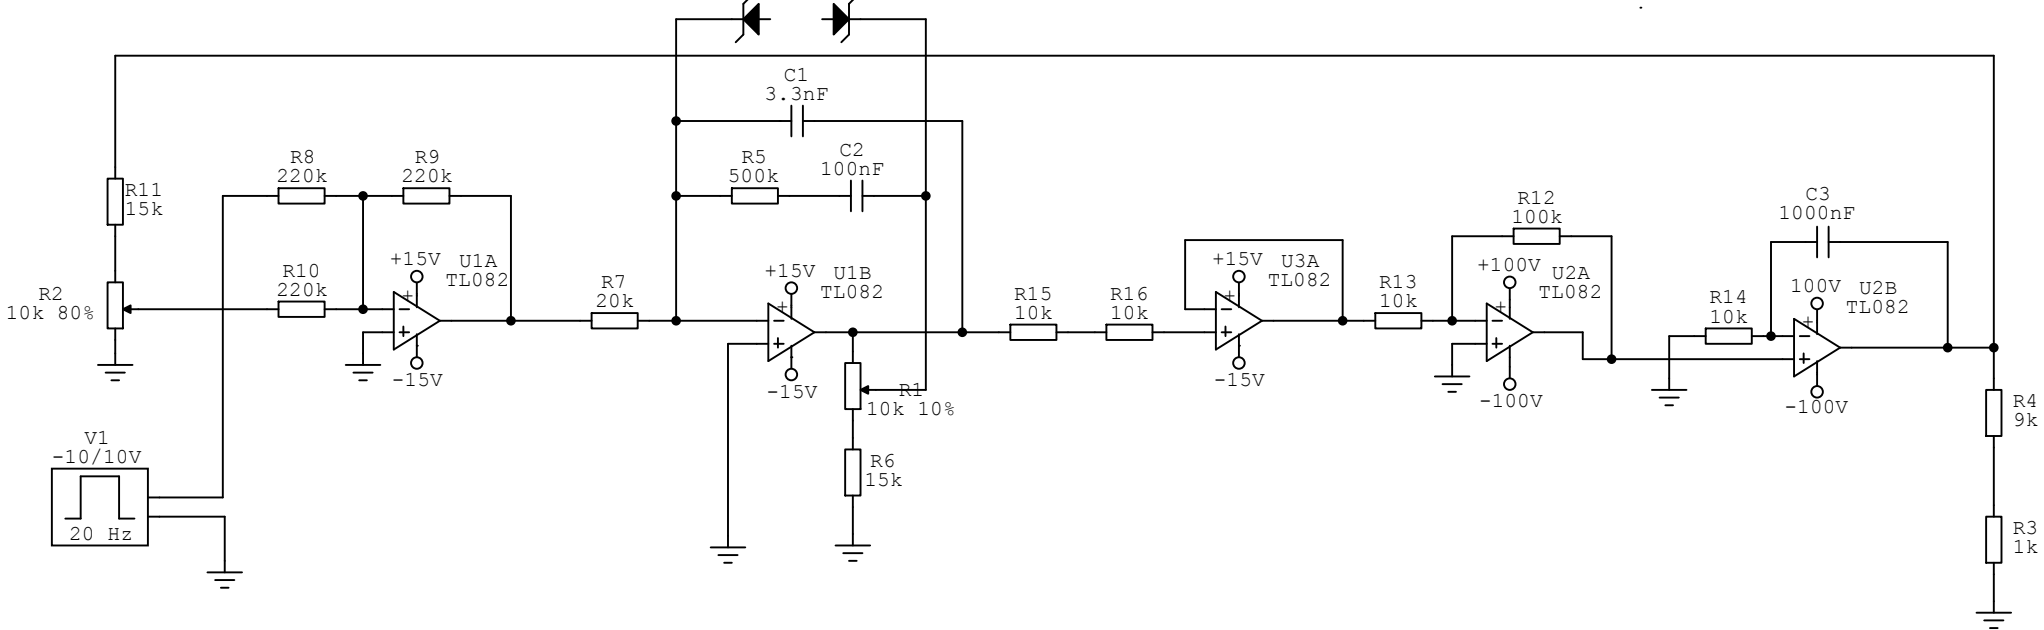 C1
3.3nF
R5
500k
C2
100nF
R8
220k
R9
220k
R11
15k
R12
100k
C3
1000nF
R10
220k
+15V
U1A
TL082
-15V
R2
10k 80%
R7
20k
+15V
U1B
TL082
-15V
R15
10k
R16
10k
+15V
U3A
TL082
-15V
R13
10k
+100V
U2A
TL082
-100V
R14
10k
100V
U2B
TL082
-100V
R1
10k 10%
R6
15k
R4
9k
R3
1k
V1
-10/10V
20 Hz